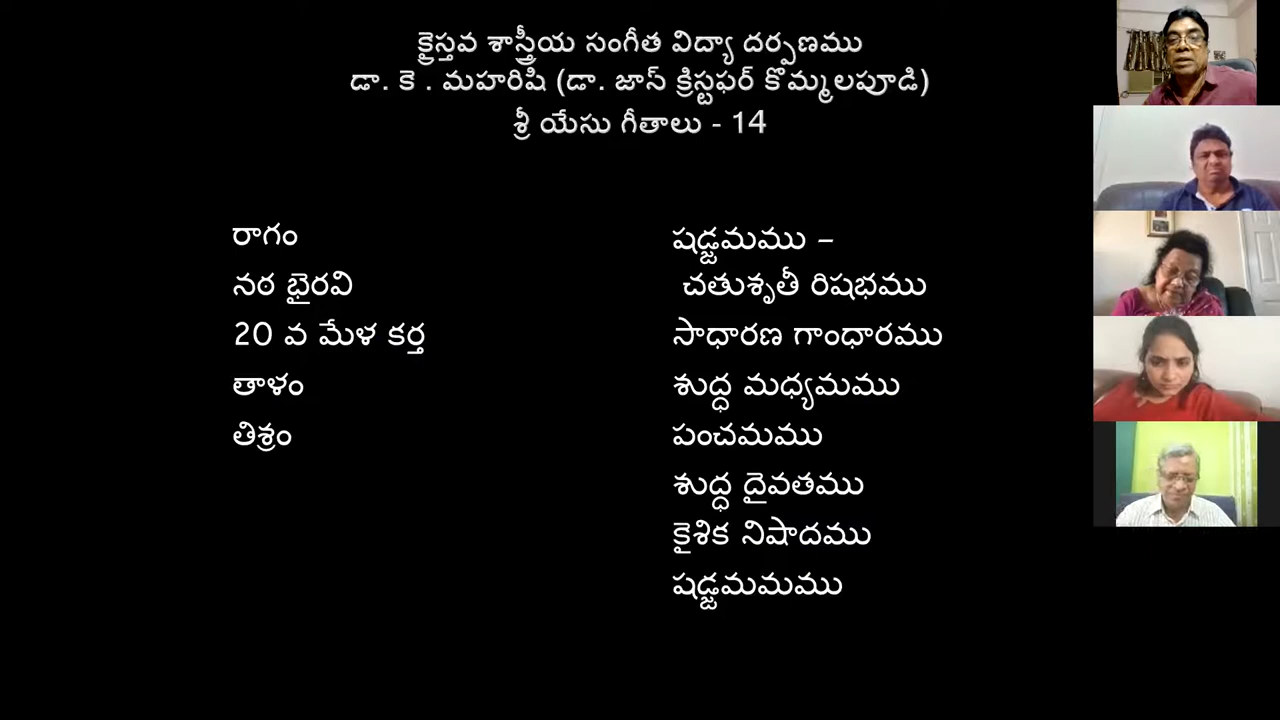 క్రైస్తవ శాస్త్రీయ సంగీత విద్యా దర్పణము
డా. కె . మహరిషి (డా. జాస్ క్రిస్టఫర్ కొమ్మలపూడి)
శ్రీ యేసు గీతాలు - 14
రాగం
నఠ భైరవి
20 వ మేళ కర్త
తాళం
తిశ్రం
షడ్జమము –
చతుశృతీ రిషభము
సాధారణ గాంధారము
శుద్ధ మధ్యమము
పంచమము
శుద్ధ దైవతము
కైశిక నిషాదము
షడ్జమమము